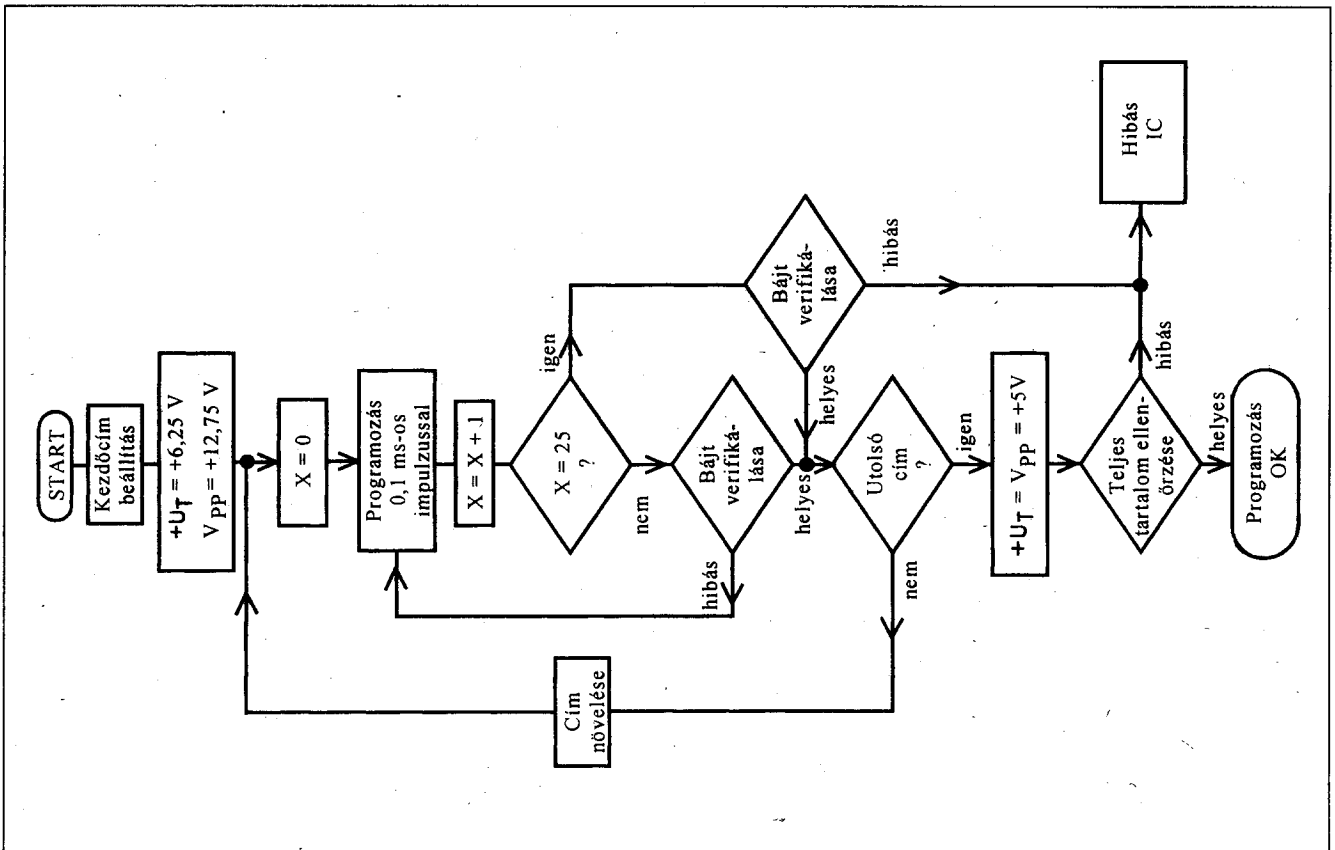 START
Kezdőcím
beállítás
+UT = +6,25 V
VPP = +12,75 V
X = 0
Programozás
0,1 ms-os
impulzussal
X = X + 1
X = 25
?
igen
nem
Bájt
verifiká-
lása
hibás
helyes
Bájt
verifiká-
lása
hibás
helyes
Utolsó
cím
?
nem
igen
Cím
növelése
+UT = VPP = +5V
Teljes
tartalom ellen-
őrzése
hibás
helyes
Hibás
IC
Programozás
OK